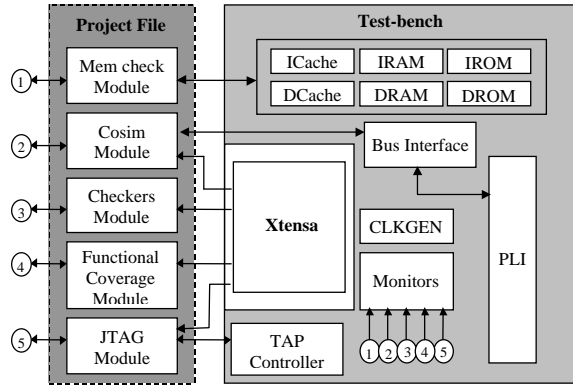 Project File
Test-bench
1
Mem check
Module
ICache
IRAM
IROM
DCache
DRAM
DROM
2
Cosim
Module
Bus Interface
3
Checkers
Module
Xtensa
CLKGEN
PLI
4
Functional
Coverage
Module
Monitors
5
JTAG
Module
TAP
Controller
1 2 3 4 5